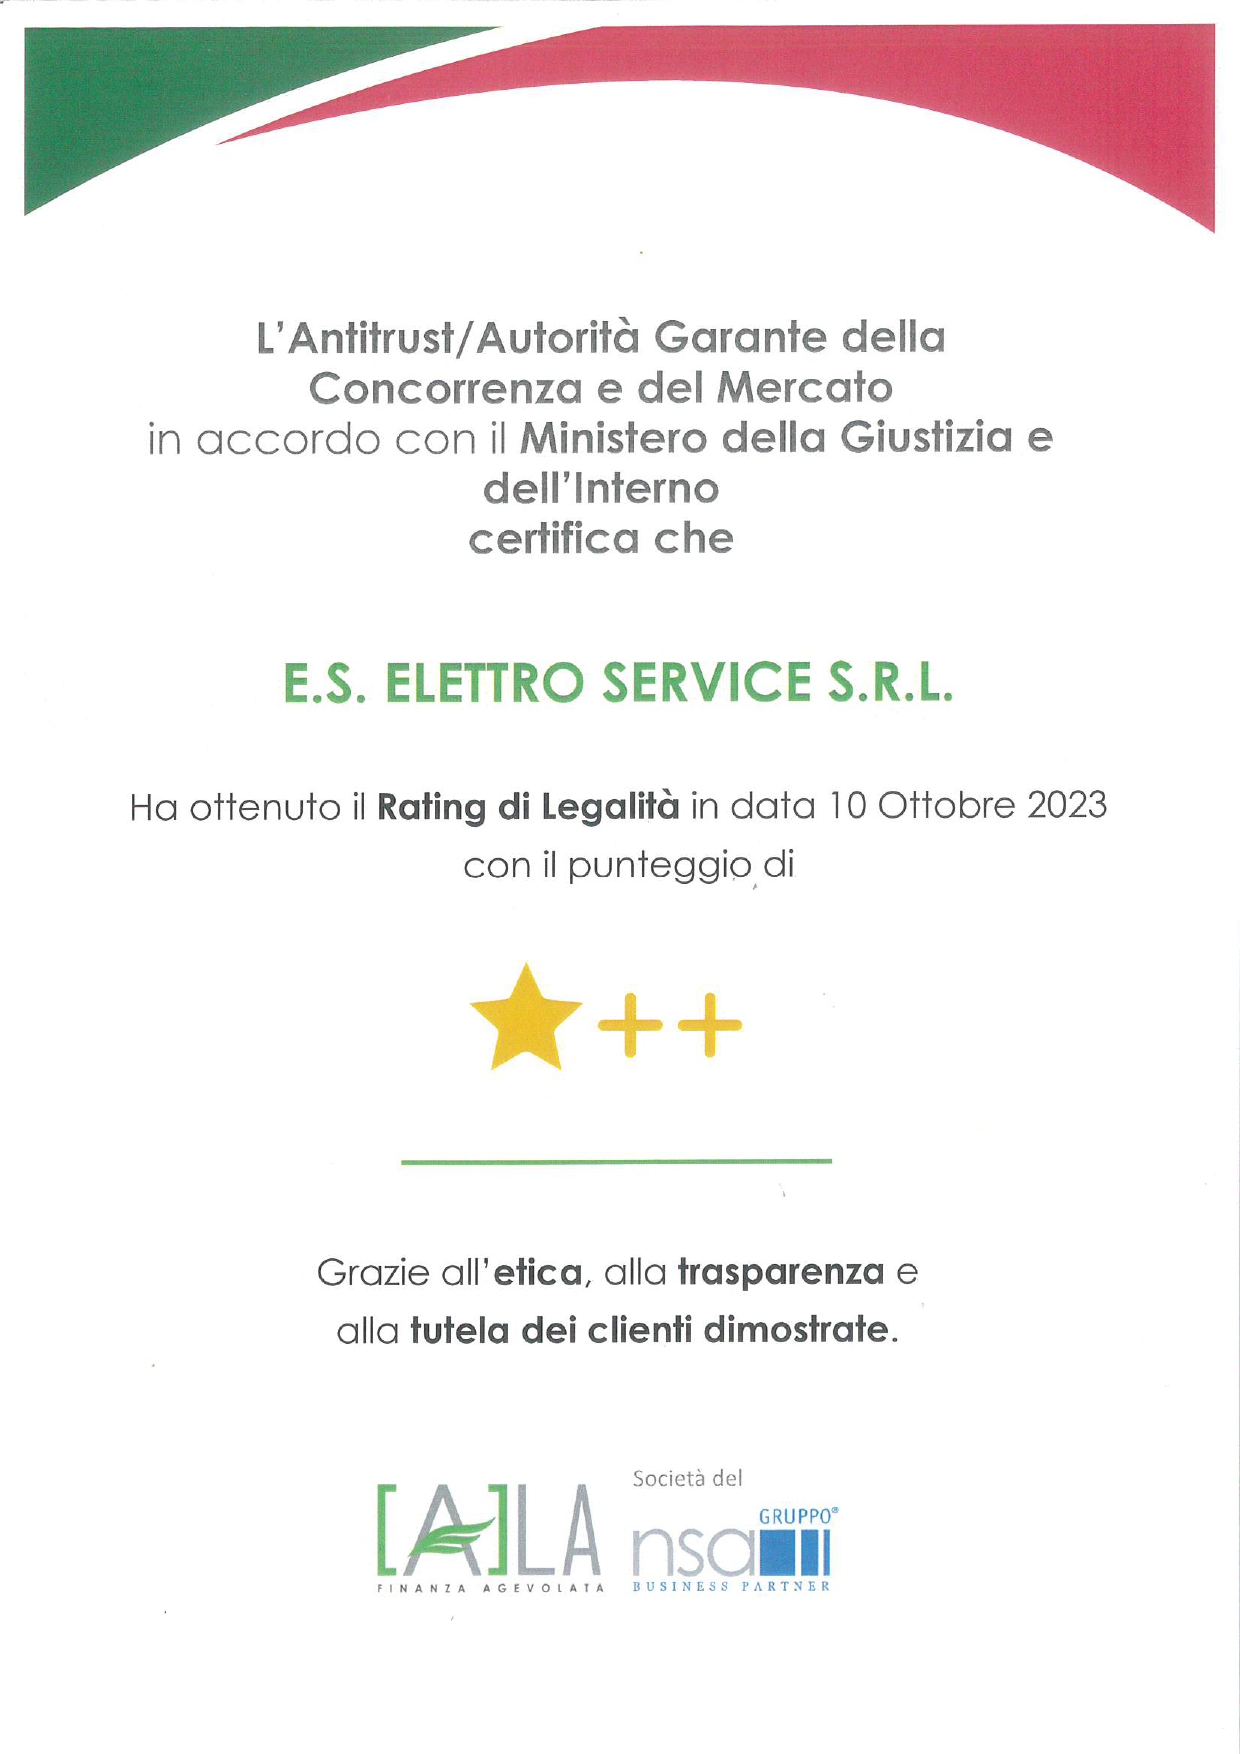 L'Antitrust/Autorità Garante della
Concorrenza e del Mercato
in accordo con il Ministero della Giustizia e
dell'Interno
certifica che
E.S. ELETTRO SERVICE S.R.L.
Ha ottenuto il Rating di Legalità in data 10 Ottobre 2023
con il punteggio di
★++
Grazie all'etica, alla trasparenza e
alla tutela dei clienti dimostrate.
[A]LA
FINANZA AGEVOLATA
Società del
GRUPPO®
nsa
BUSINESS PARTNER